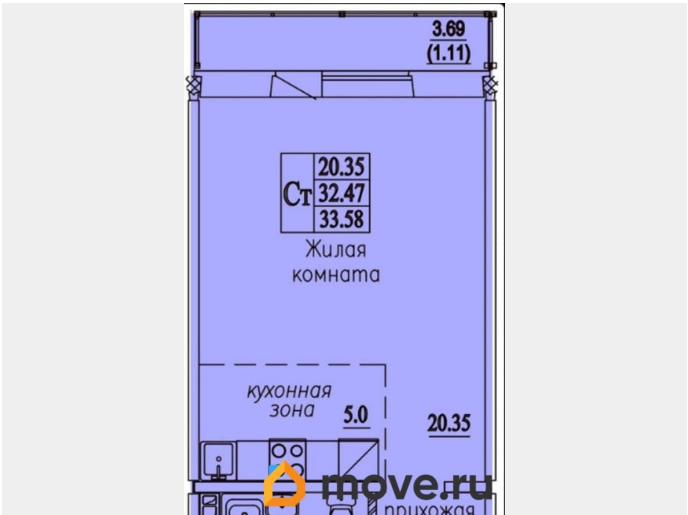 3.69
(1.11)
Ст
20.35
32.47
33.58
Жилая
комната
кухонная
зона
5.0
20.35
move.ru
прихожая